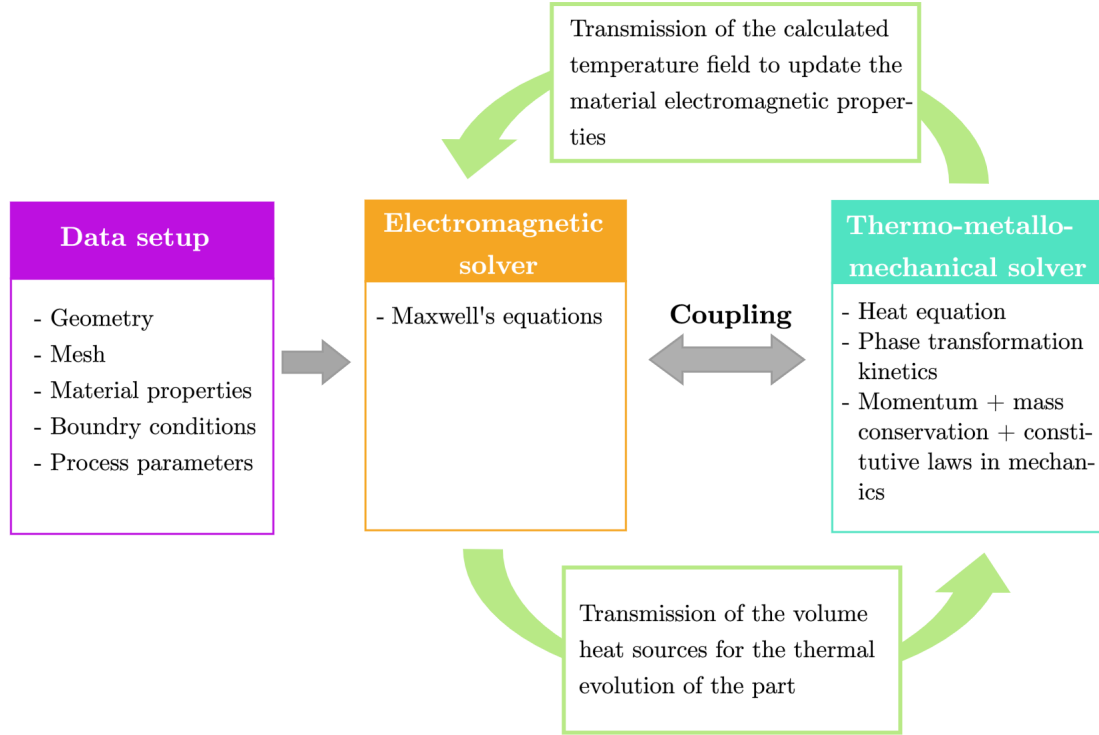 Transmission of the calculated
temperature field to update the
material electromagnetic proper-
ties
Data setup
- Geometry
- Mesh
- Material properties
- Boundry conditions
- Process parameters
Electromagnetic
solver
- Maxwell's equations
Coupling
Thermo-metallo-
mechanical solver
- Heat equation
- Phase transformation
kinetics
- Momentum + mass
conservation + consti-
tutive laws in mechan-
ics
Transmission of the volume
heat sources for the thermal
evolution of the part